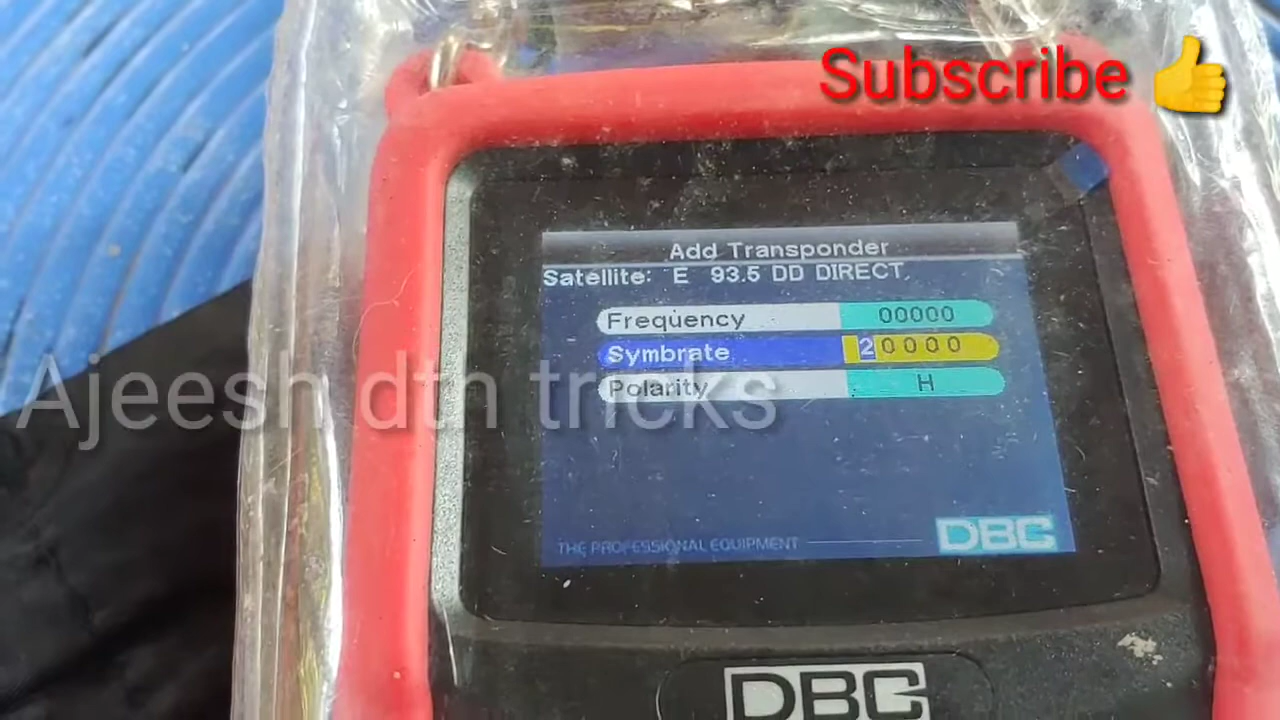 Subscribe 👍
Add Transponder
Satellite: E 93.5 DD DIRECT
Frequency 00000
Symbrate 20000
Polarity H
Ajeesh dth tricks
THE PROFESSIONAL EQUIPMENT DBC
DBC